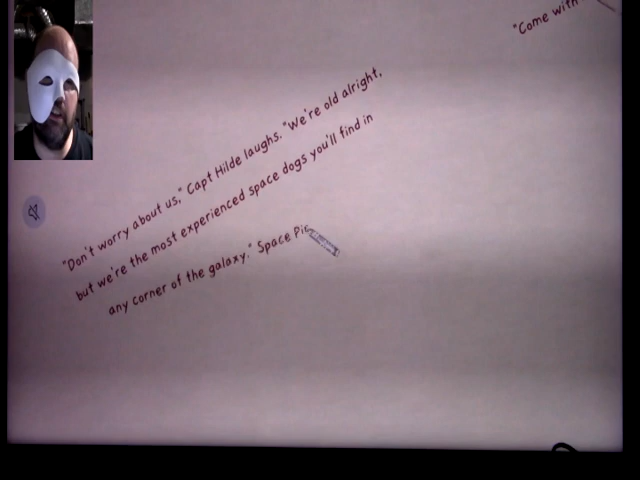 "Come with
"Don't worry about us," Capt Hilde laughs. "We're old alright,
but we're the most experienced space dogs you'll find in
any corner of the galaxy." Space Pi